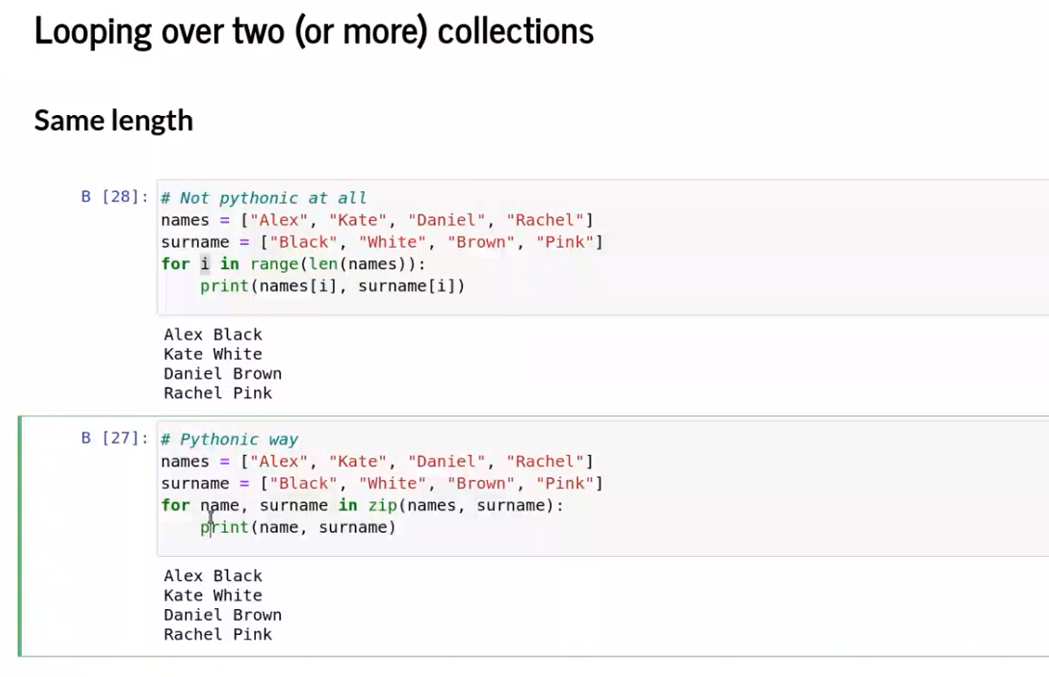 Looping over two (or more) collections
Same length
B [28]:
# Not pythonic at all
names = ["Alex", "Kate", "Daniel", "Rachel"]
surname = ["Black", "White", "Brown", "Pink"]
for i in range(len(names)):
    print(names[i], surname[i])
Alex Black
Kate White
Daniel Brown
Rachel Pink
B [27]:
# Pythonic way
names = ["Alex", "Kate", "Daniel", "Rachel"]
surname = ["Black", "White", "Brown", "Pink"]
for name, surname in zip(names, surname):
    print(name, surname)
Alex Black
Kate White
Daniel Brown
Rachel Pink